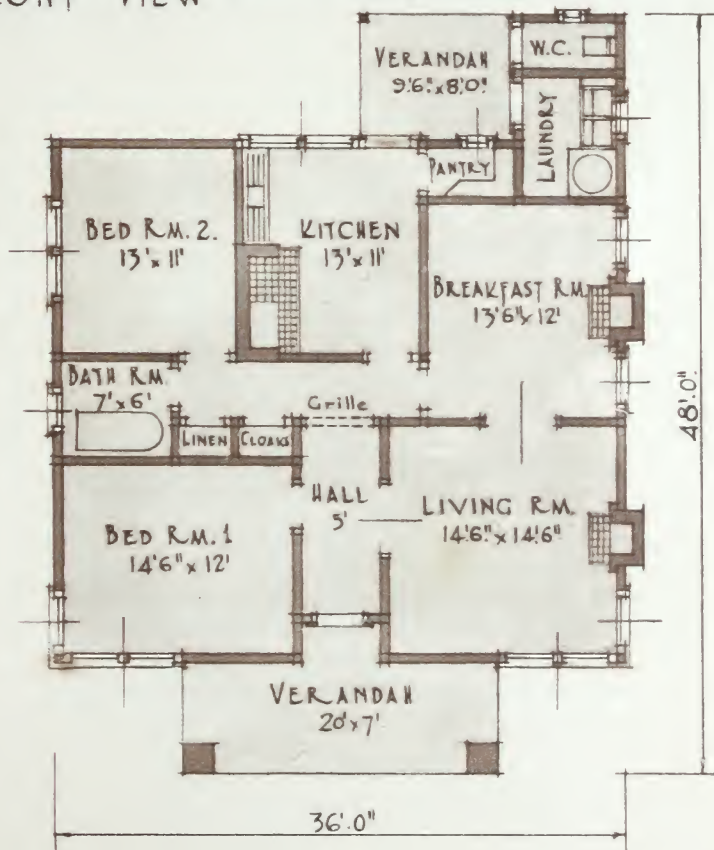 VIEW
VERANDAH
9'6" x 8'0"
W.C.
LAUNDRY
PANTRY
BED RM. 2.
13' x 11'
KITCHEN
13' x 11'
BREAKFAST RM.
13'6" x 12'
BATH RM.
7' x 6'
LINEN
CLOAKS
Grille
HALL
5'
LIVING RM.
14'6" x 14'6"
BED RM. 1
14'6" x 12'
VERANDAH
20' x 7'
48'.0"
36'.0"